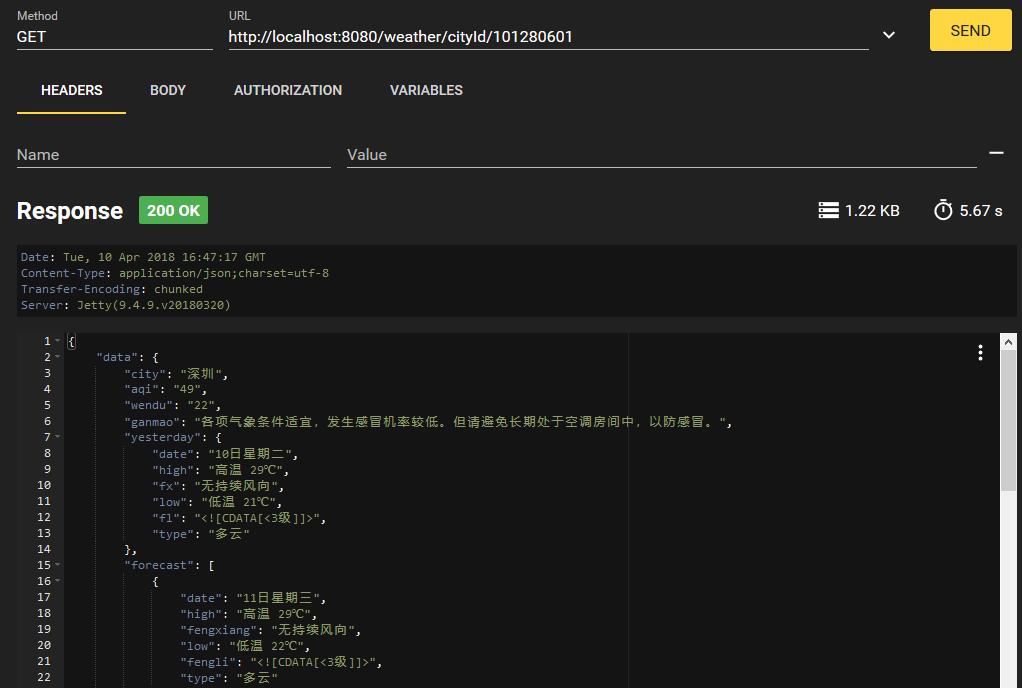 Method URL
GET http://localhost:8080/weather/cityId/101280601 SEND
HEADERS BODY AUTHORIZATION VARIABLES
Name Value
Response 200 OK 1.22 KB 5.67 s
Date: Tue, 10 Apr 2018 16:47:17 GMT
Content-Type: application/json;charset=utf-8
Transfer-Encoding: chunked
Server: Jetty(9.4.9.v20180320)
1 {
2 "data": {
3 "city": "深圳",
4 "aqi": "49",
5 "wendu": "22",
6 "ganmao": "各项气象条件适宜，发生感冒机率较低。但请避免长期处于空调房间中，以防感冒。",
7 "yesterday": {
8 "date": "10日星期二",
9 "high": "高温 29℃",
10 "fx": "无持续风向",
11 "low": "低温 21℃",
12 "fl": "<![CDATA[<3级]]>",
13 "type": "多云"
14 },
15 "forecast": [
16 {
17 "date": "11日星期三",
18 "high": "高温 29℃",
19 "fengxiang": "无持续风向",
20 "low": "低温 22℃",
21 "fengli": "<![CDATA[<3级]]>",
22 "type": "多云"